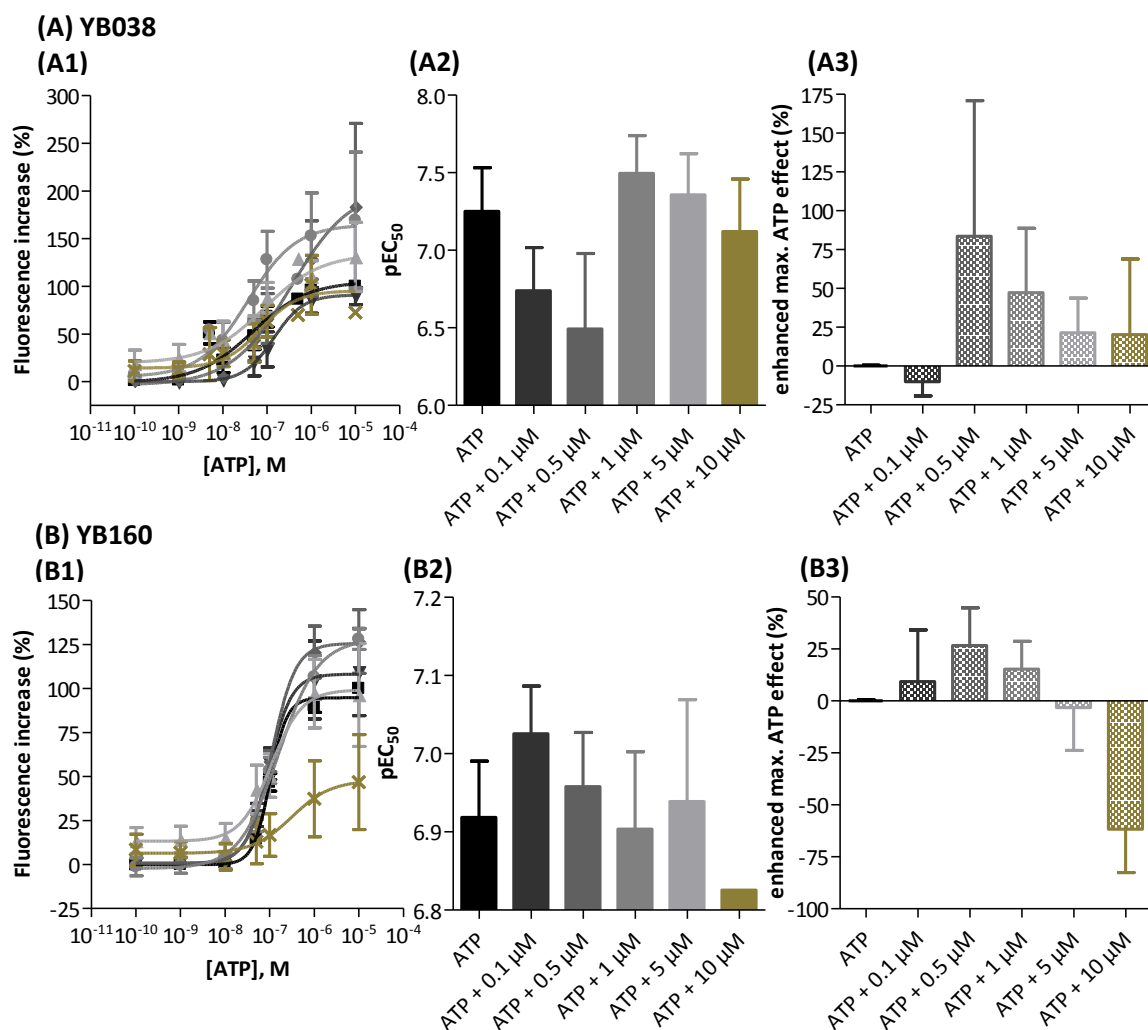 (A) YB038
(A1)
(A2)
(A3)
Fluorescence increase (%)
300
250
200
150
100
50
0
10⁻¹¹ 10⁻¹⁰ 10⁻⁹ 10⁻⁸ 10⁻⁷ 10⁻⁶ 10⁻⁵ 10⁻⁴
[ATP], M
pEC₅₀
8.0
7.5
7.0
6.5
6.0
ATP
ATP + 0.1 µM
ATP + 0.5 µM
ATP + 1 µM
ATP + 5 µM
ATP + 10 µM
enhanced max. ATP effect (%)
175
150
125
100
75
50
25
0
-25
ATP
ATP + 0.1 µM
ATP + 0.5 µM
ATP + 1 µM
ATP + 5 µM
ATP + 10 µM
(B) YB160
(B1)
(B2)
(B3)
Fluorescence increase (%)
150
125
100
75
50
25
0
-25
10⁻¹¹ 10⁻¹⁰ 10⁻⁹ 10⁻⁸ 10⁻⁷ 10⁻⁶ 10⁻⁵ 10⁻⁴
[ATP], M
pEC₅₀
7.2
7.1
7.0
6.9
6.8
ATP
ATP + 0.1 µM
ATP + 0.5 µM
ATP + 1 µM
ATP + 5 µM
ATP + 10 µM
enhanced max. ATP effect (%)
50
25
0
-25
-50
-75
-100
ATP
ATP + 0.1 µM
ATP + 0.5 µM
ATP + 1 µM
ATP + 5 µM
ATP + 10 µM